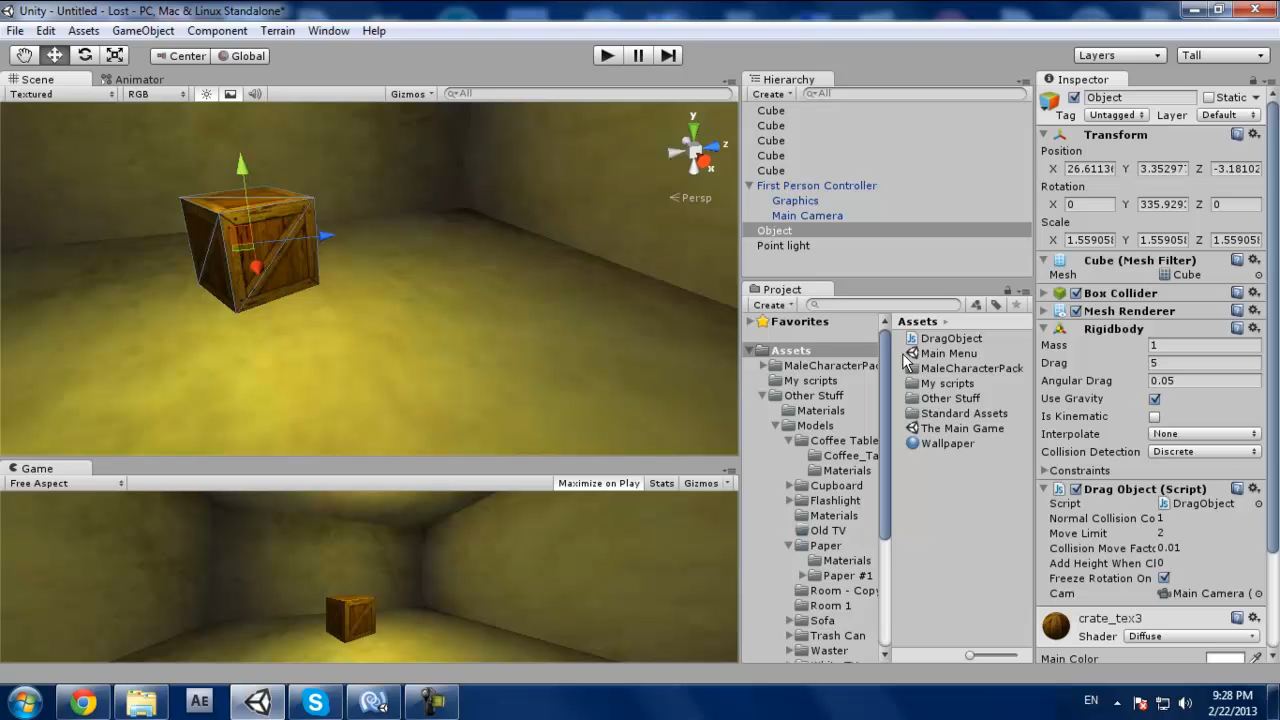 Unity - Untitled - Lost - PC, Mac & Linux Standalone*
File Edit Assets GameObject Component Terrain Window Help
Center Global Layers Tall
Scene Animator
Textured RGB Gizmos All
y
z
x
Persp
Game
Free Aspect Maximize on Play Stats Gizmos
Hierarchy
Create All
Cube
Cube
Cube
Cube
Cube
First Person Controller
Graphics
Main Camera
Object
Point light
Project
Create
Favorites
Assets
MaleCharacterPac
My scripts
Other Stuff
Materials
Models
Coffee Table
Coffee_Ta
Materials
Cupboard
Flashlight
Materials
Old TV
Paper
Materials
Paper #1
Room - Copy
Room 1
Sofa
Trash Can
Waster
Assets
DragObject
Main Menu
MaleCharacterPack
My scripts
Other Stuff
Standard Assets
The Main Game
Wallpaper
Inspector
Object Static
Tag Untagged Layer Default
Transform
Position
X 26.6113 Y 3.35297 Z -3.18102
Rotation
X 0 Y 335.929 Z 0
Scale
X 1.55905 Y 1.55905 Z 1.55905
Cube (Mesh Filter)
Mesh Cube
Box Collider
Mesh Renderer
Rigidbody
Mass 1
Drag 5
Angular Drag 0.05
Use Gravity
Is Kinematic
Interpolate None
Collision Detection Discrete
Constraints
Drag Object (Script)
Script DragObject
Normal Collision Co 1
Move Limit 2
Collision Move Facto 0.01
Add Height When Cl 0
Freeze Rotation On
Cam Main Camera (
crate_tex3
Shader Diffuse
Main Color
Ae
EN
9:28 PM
2/22/2013